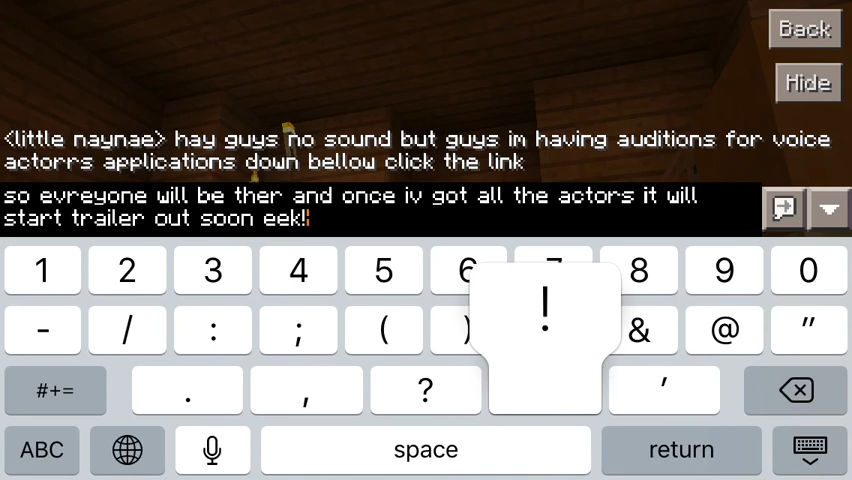 Back
Hide
<little naynae> hay guys no sound but guys im having auditions for voice
actorrs applications down bellow click the link
so evreyone will be ther and once iv got all the actors it will
start trailer out soon eek!
1 2 3 4 5 6 7 8 9 0
- / : ; ( ) & @ "
!
#+= . , ? '
ABC space return